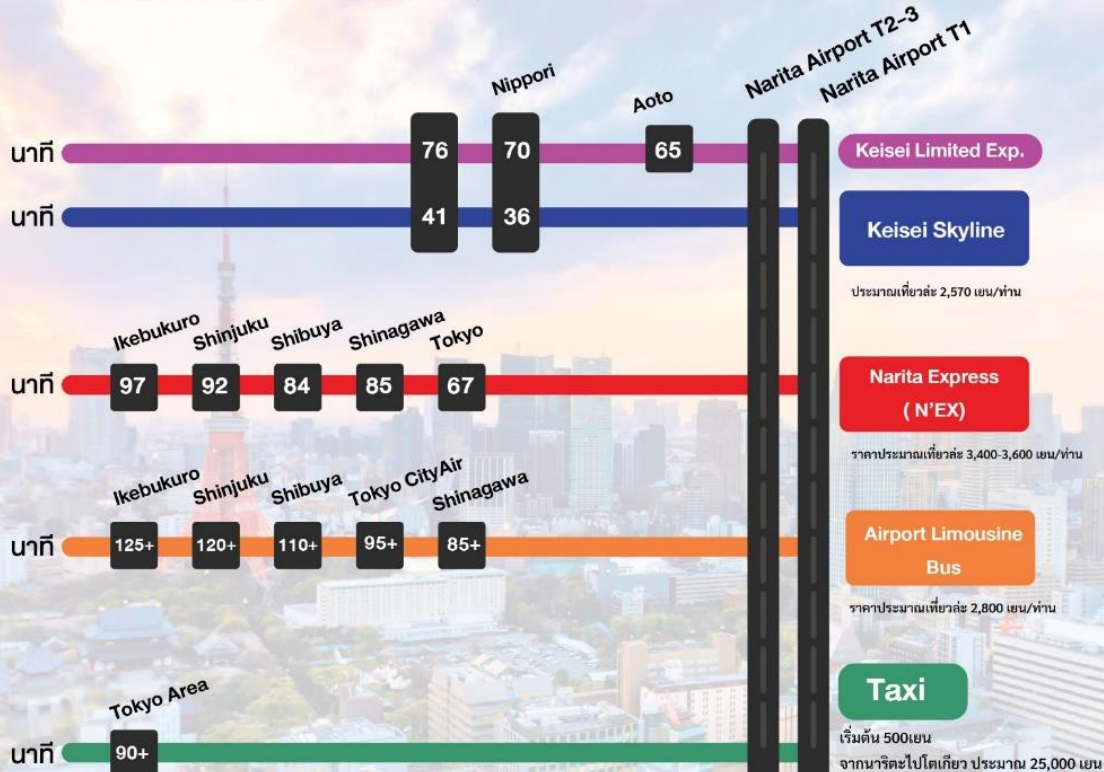 Narita Airport T2-3
Narita Airport T1
Nippori
Aoto
นาที
76
70
65
Keisei Limited Exp.
นาที
41
36
Keisei Skyline
ประมาณเที่ยวล่ะ 2,570 เยน/ท่าน
Ikebukuro
Shinjuku
Shibuya
Shinagawa
Tokyo
นาที
97
92
84
85
67
Narita Express
( N'EX)
ราคาประมาณเที่ยวล่ะ 3,400-3,600 เยน/ท่าน
Ikebukuro
Shinjuku
Shibuya
Tokyo CityAir
Shinagawa
นาที
125+
120+
110+
95+
85+
Airport Limousine
Bus
ราคาประมาณเที่ยวล่ะ 2,800 เยน/ท่าน
Tokyo Area
นาที
90+
Taxi
เริ่มต้น 500เยน
จากนาริตะไปโตเกียว ประมาณ 25,000 เยน